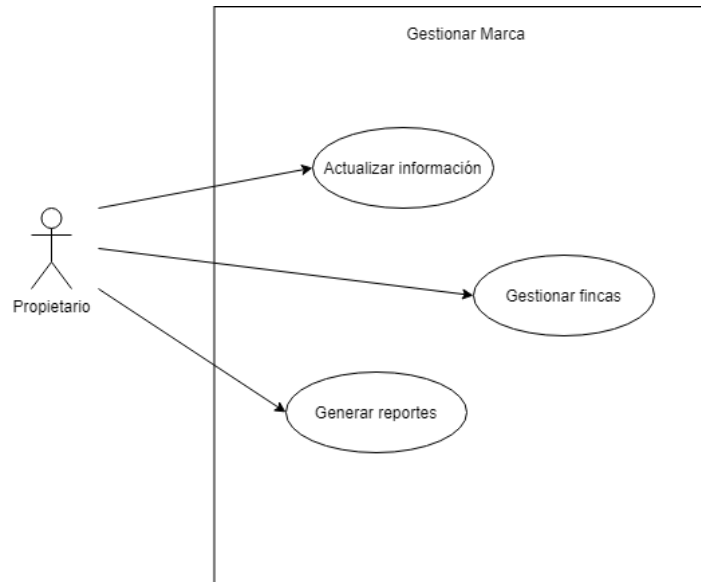 Gestionar Marca
Actualizar información
Gestionar fincas
Propietario
Generar reportes